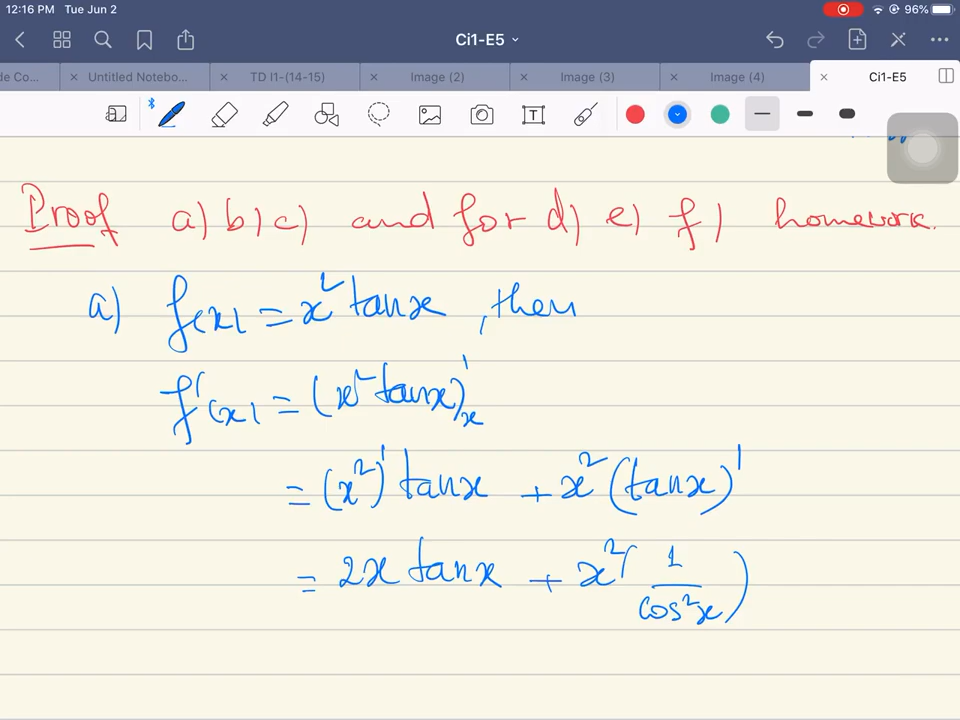 12:16 PM Tue Jun 2
96%
Ci1-E5
de Co...
Untitled Notebo...
TD I1-(14-15)
Image (2)
Image (3)
Image (4)
Ci1-E5
Proof a) b) c) and for d) e) f) homework.
a) f(x) = x² tanx , then
f'(x) = (x² tanx)'ₓ
= (x²)' tanx + x² (tanx)'
= 2x tanx + x² ( 1 / cos²x )